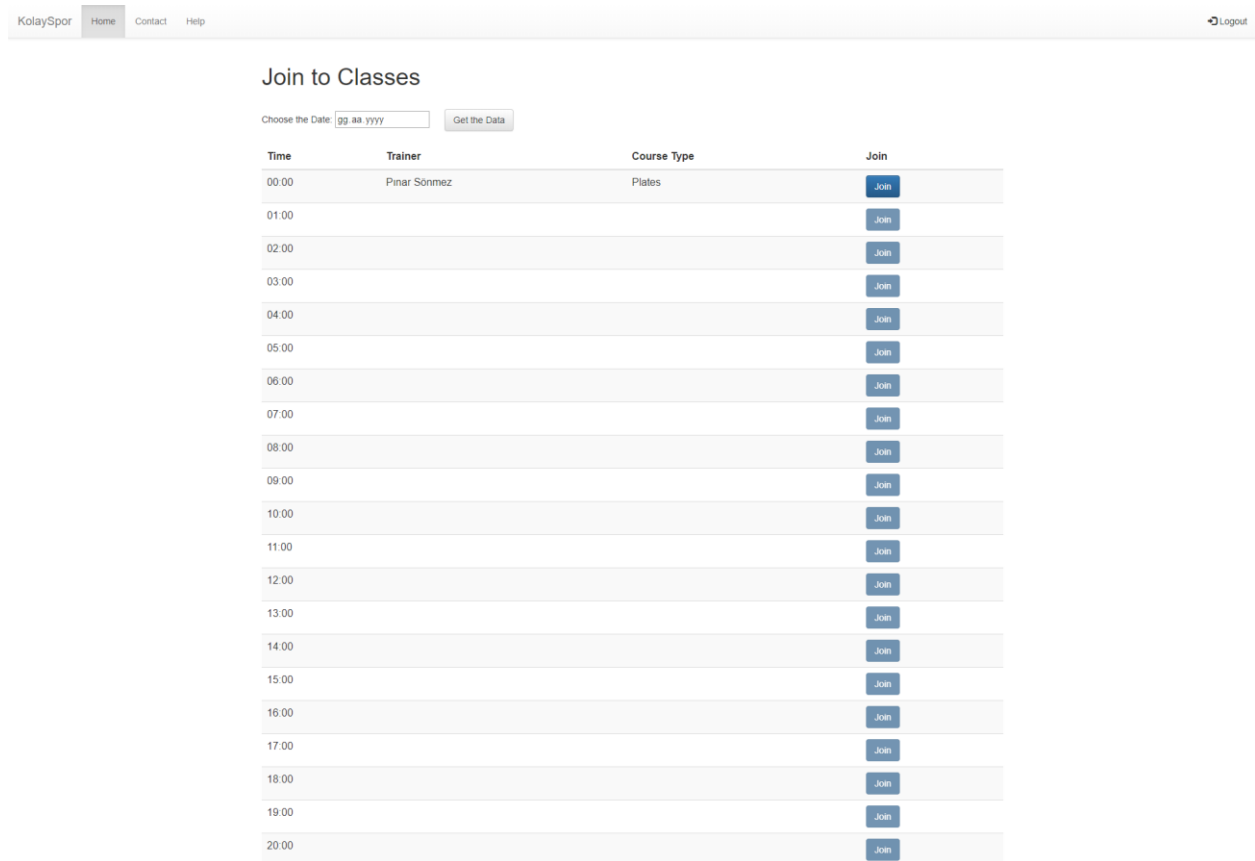 KolaySpor Home Contact Help Logout
Join to Classes
Choose the Date: gg.aa.yyyy Get the Data
Time Trainer Course Type Join
00:00 Pınar Sönmez Plates Join
01:00 Join
02:00 Join
03:00 Join
04:00 Join
05:00 Join
06:00 Join
07:00 Join
08:00 Join
09:00 Join
10:00 Join
11:00 Join
12:00 Join
13:00 Join
14:00 Join
15:00 Join
16:00 Join
17:00 Join
18:00 Join
19:00 Join
20:00 Join